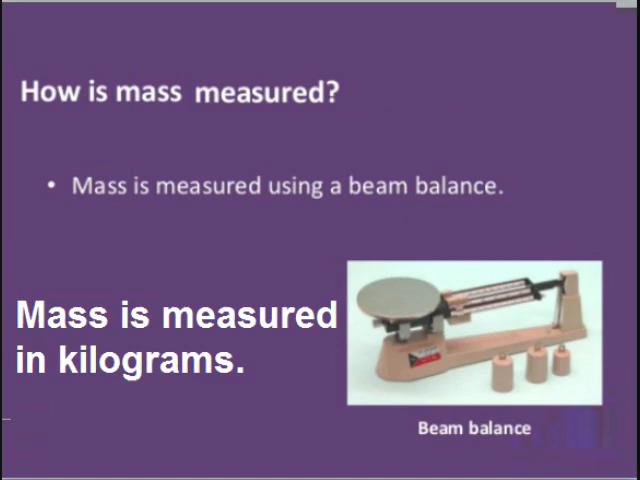 How is mass measured?
• Mass is measured using a beam balance.
Mass is measured
in kilograms.
Beam balance